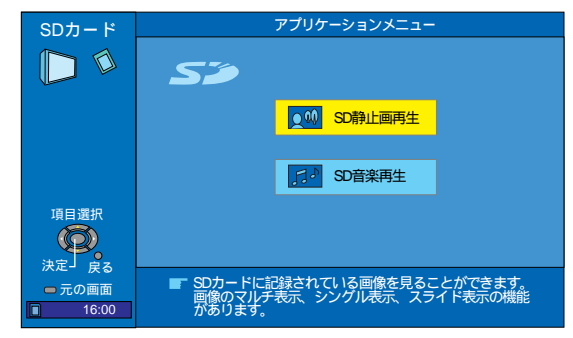 SDカード
アプリケーションメニュー
SD
SD静止画再生
SD音楽再生
項目選択
決定
戻る
元の画面
16:00
SDカードに記録されている画像を見ることができます。
画像のマルチ表示、シングル表示、スライド表示の機能
があります。